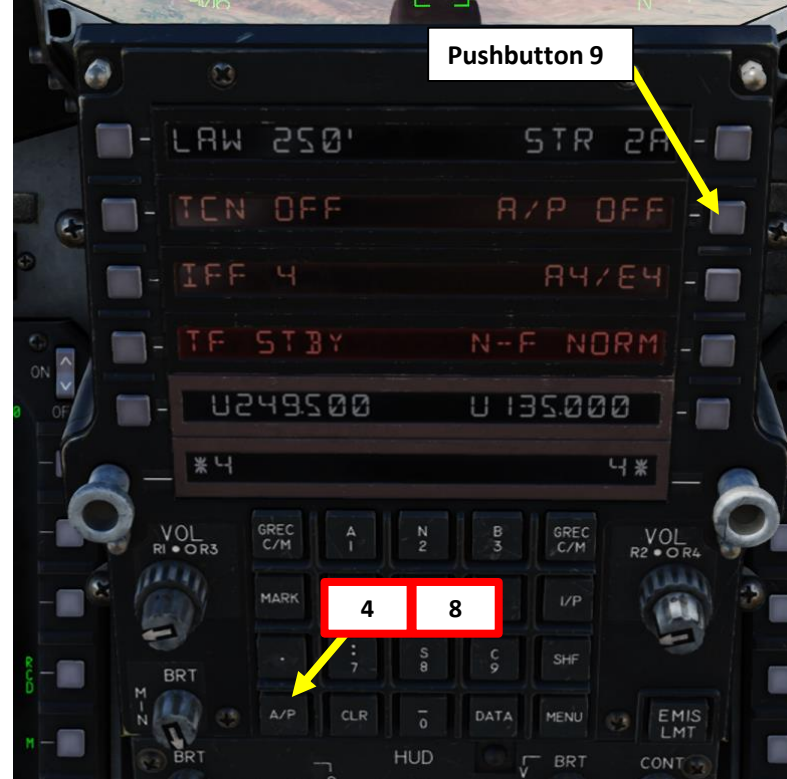 Pushbutton 9
LAW 250' STR 2A
TCN OFF A/P OFF
IFF 4 A4/E4
TF STBY N-F NORM
ON
U249.500 U135.000
*4 4*
VOL
R1 ● O R3
GREC C/M
A 1
N 2
B 3
GREC C/M
VOL
R2 ● O R4
MARK
4 8
I/P
.
: 7
S 8
C 9
SHF
RCD
BRT
MIN
A/P
CLR
– 0
DATA
MENU
EMIS LMT
M
BRT
HUD
BRT
CONT